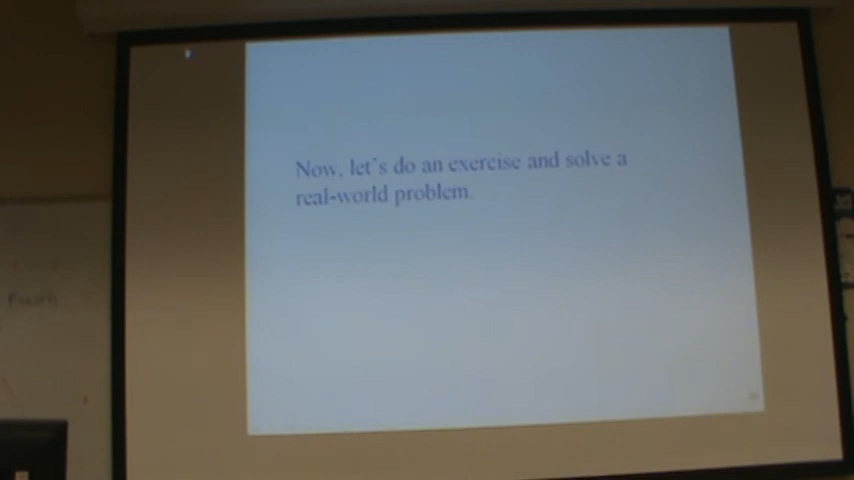 Now, let's do an exercise and solve a
real-world problem.